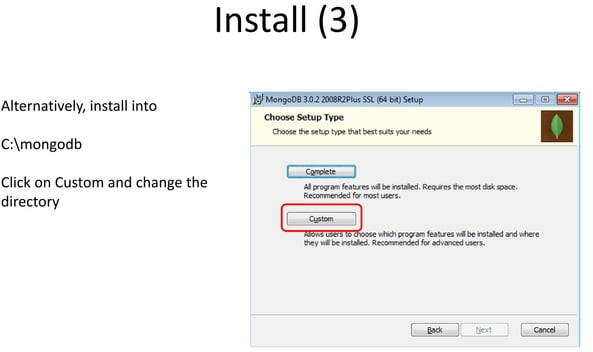 Install (3)
Alternatively, install into
C:\mongodb
Click on Custom and change the
directory
MongoDB 3.0.2 2008R2Plus SSL (64 bit) Setup
Choose Setup Type
Choose the setup type that best suits your needs
Complete
All program features will be installed. Requires the most disk space.
Recommended for most users.
Custom
Allows users to choose which program features will be installed and where
they will be installed. Recommended for advanced users.
Back Next Cancel